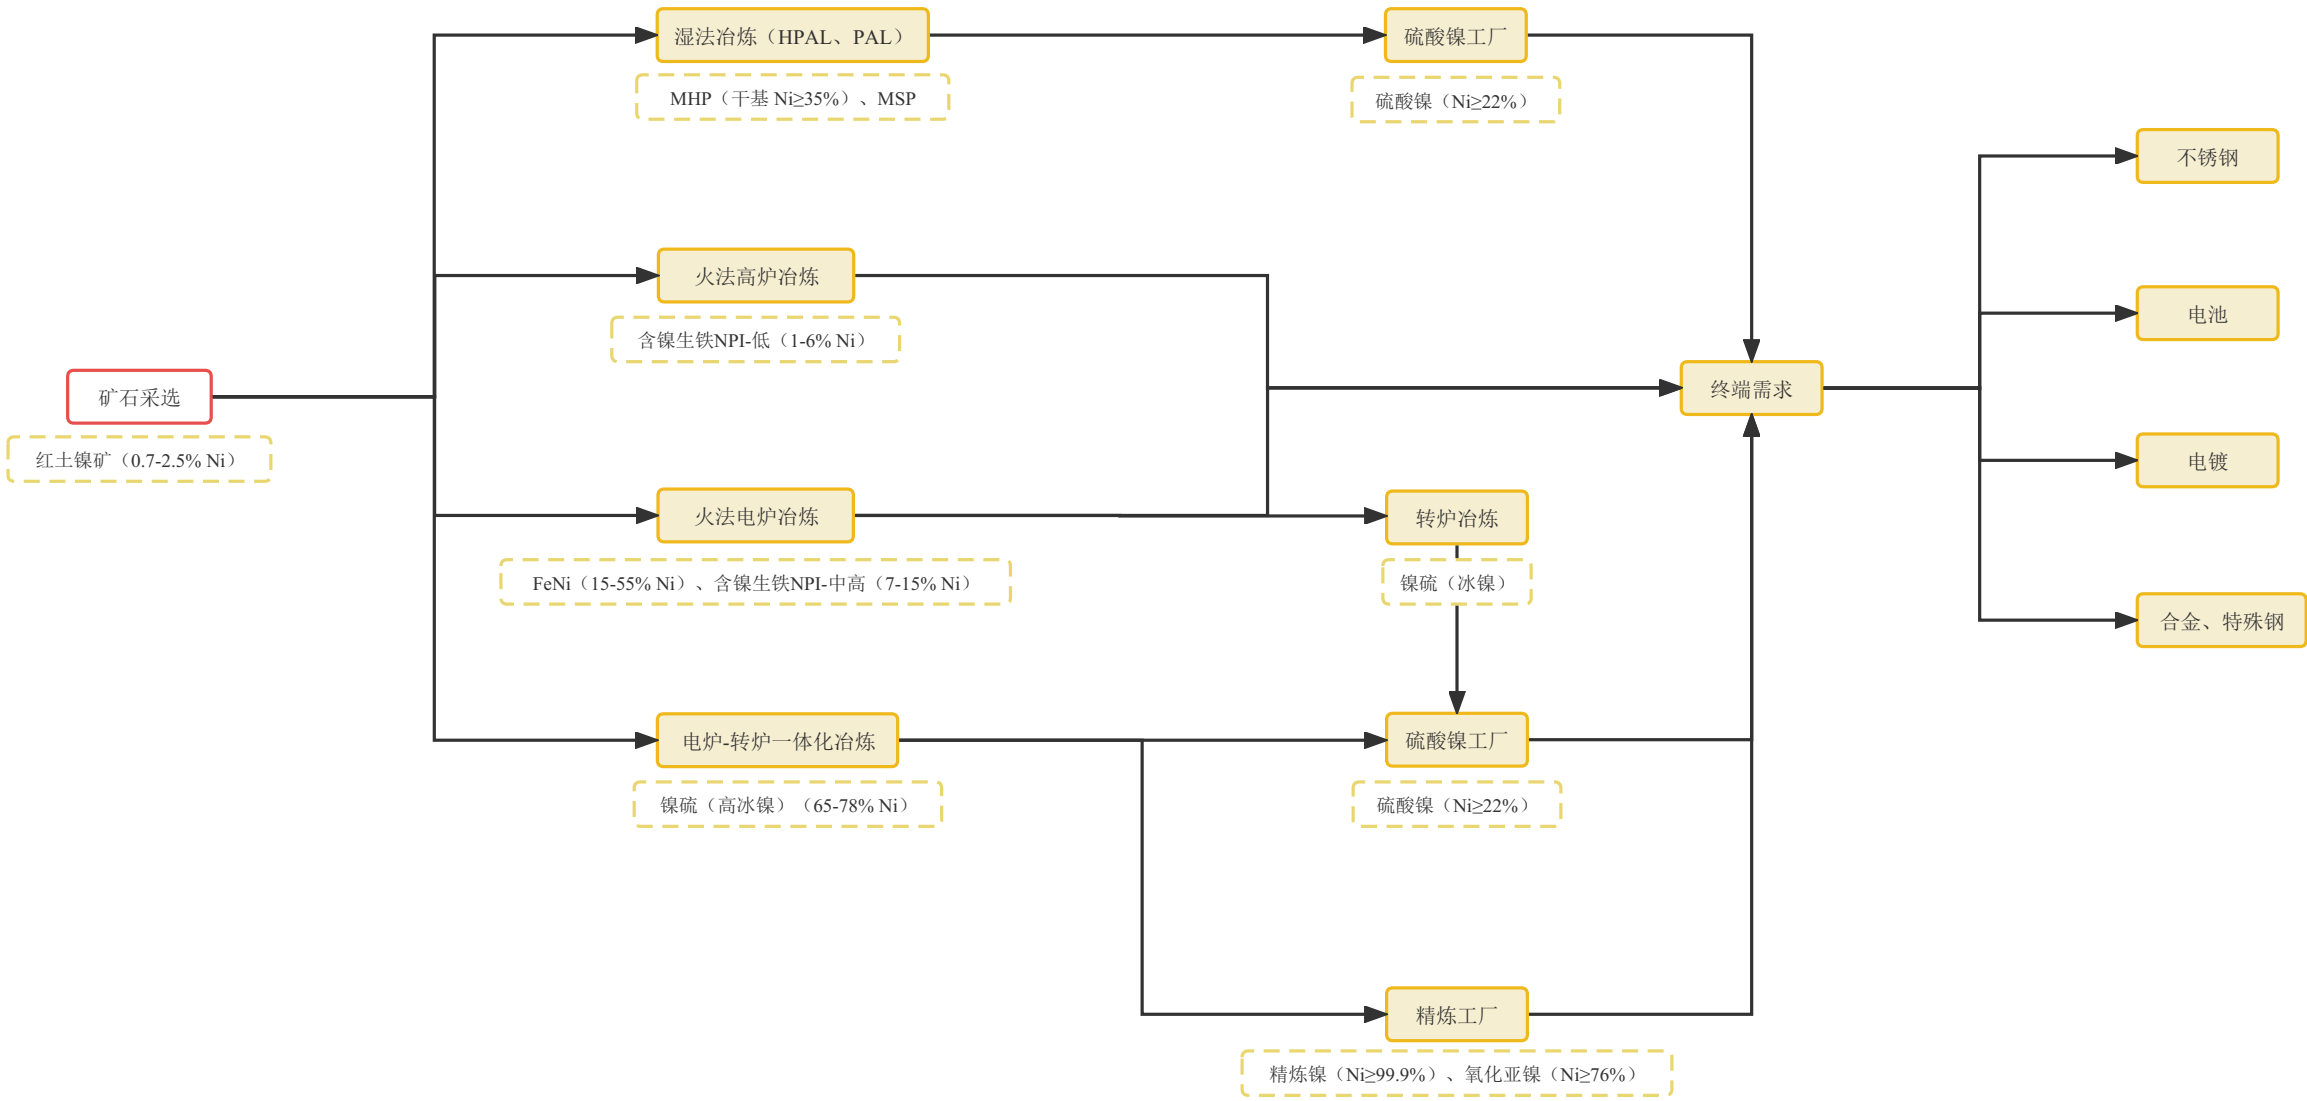 湿法冶炼（HPAL、PAL）
硫酸镍工厂
MHP（干基 Ni≥35%）、MSP
硫酸镍（Ni≥22%）
不锈钢
火法高炉冶炼
电池
含镍生铁NPI-低（1-6% Ni）
矿石采选
终端需求
红土镍矿（0.7-2.5% Ni）
电镀
火法电炉冶炼
转炉冶炼
FeNi（15-55% Ni）、含镍生铁NPI-中高（7-15% Ni）
镍硫（冰镍）
合金、特殊钢
电炉-转炉一体化冶炼
硫酸镍工厂
镍硫（高冰镍）（65-78% Ni）
硫酸镍（Ni≥22%）
精炼工厂
精炼镍（Ni≥99.9%）、氧化亚镍（Ni≥76%）